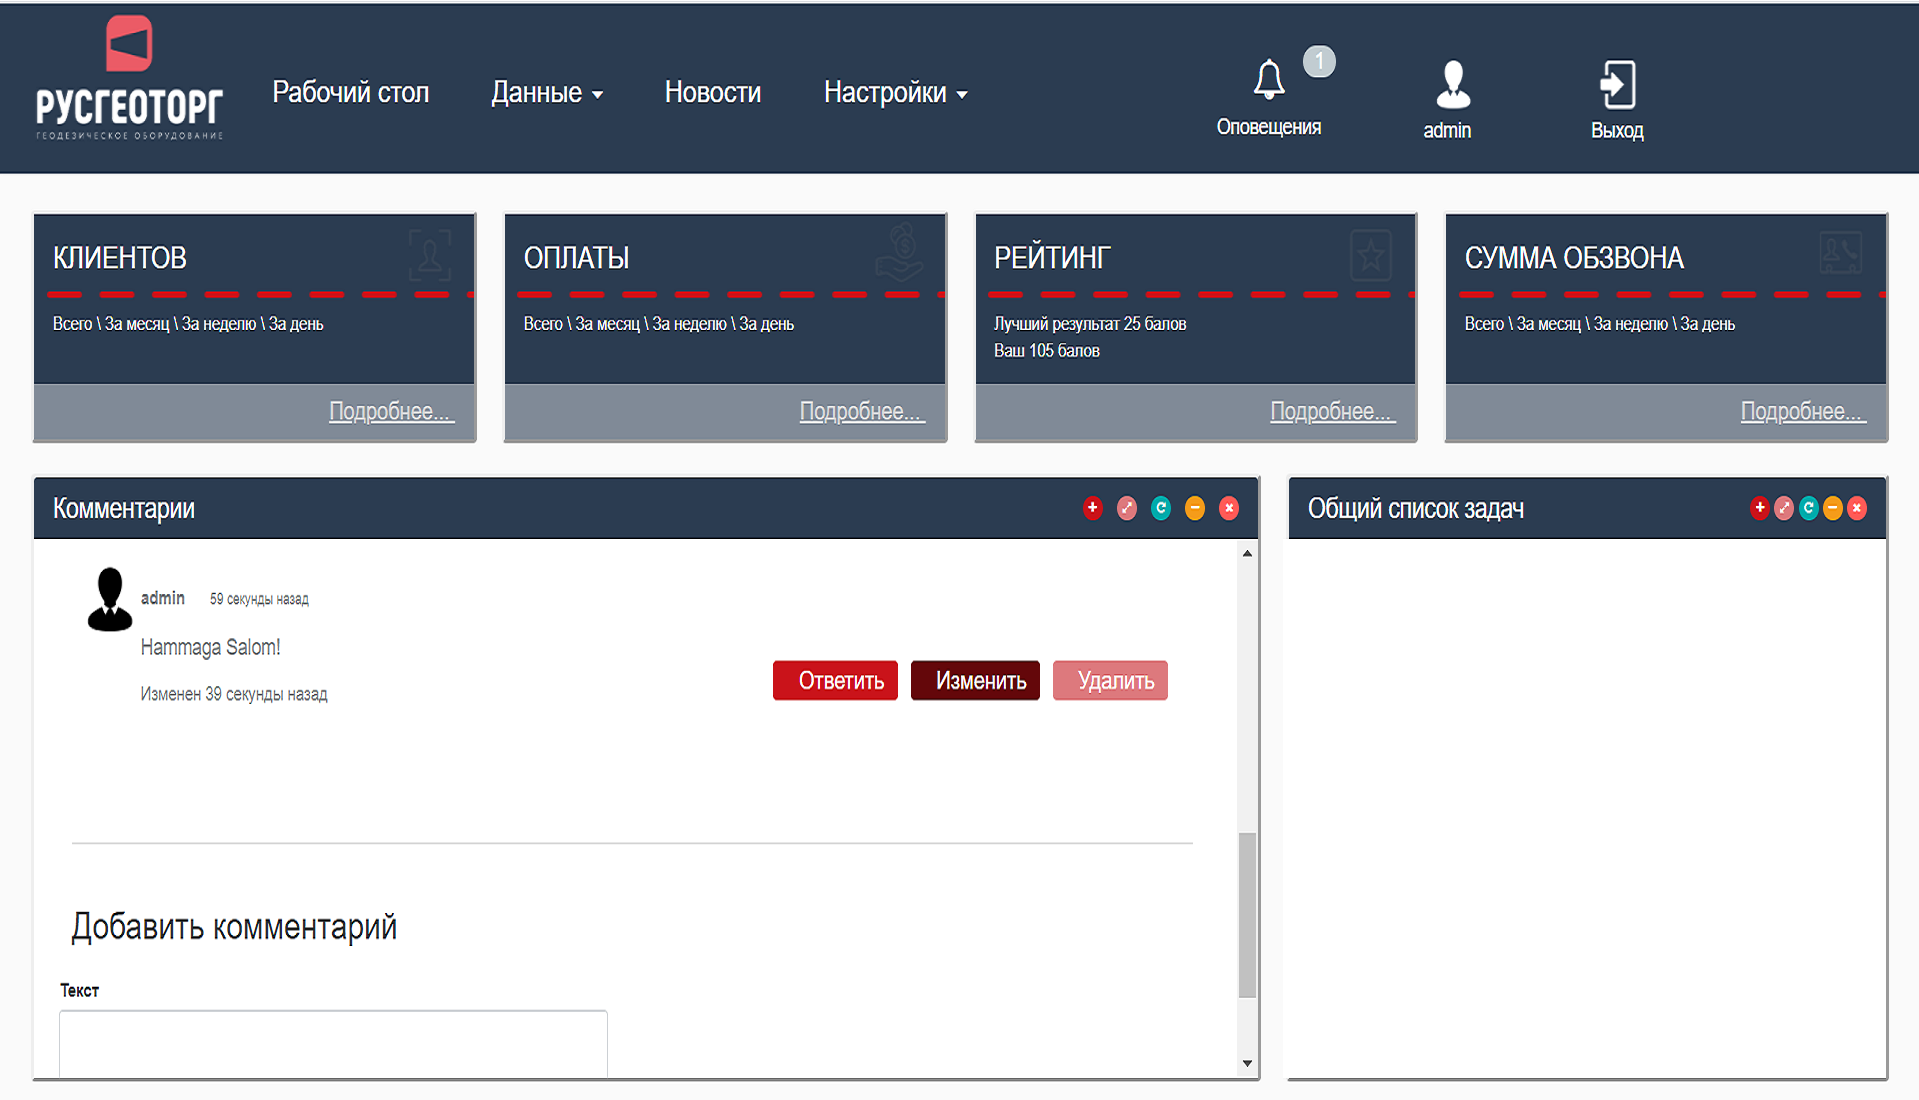 РУСГЕОТОРГ
ГЕОДЕЗИЧЕСКОЕ ОБОРУДОВАНИЕ
Рабочий стол
Данные
Новости
Настройки
1
Оповещения
admin
Выход
КЛИЕНТОВ
Всего \ За месяц \ За неделю \ За день
Подробнее...
ОПЛАТЫ
Всего \ За месяц \ За неделю \ За день
Подробнее...
РЕЙТИНГ
Лучший результат 25 балов
Ваш 105 балов
Подробнее...
СУММА ОБЗВОНА
Всего \ За месяц \ За неделю \ За день
Подробнее...
Комментарии
admin 59 секунды назад
Hammaga Salom!
Изменен 39 секунды назад
Ответить
Изменить
Удалить
Добавить комментарий
Текст
Общий список задач